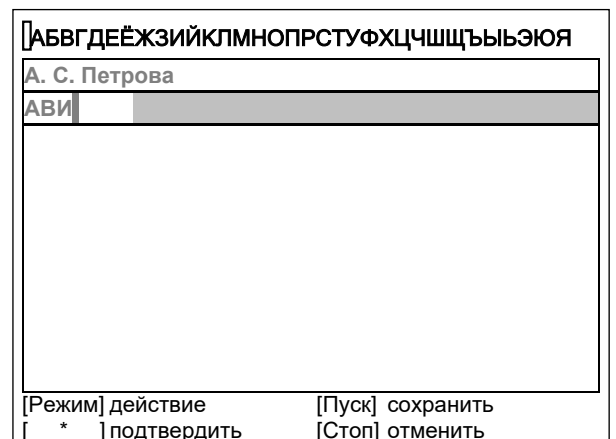 АБВГДЕЁЖЗИЙКЛМНОПРСТУФХЦЧШЩЪЫЬЭЮЯ
А. С. Петрова
АВИ
[Режим] действие [Пуск] сохранить
[ * ] подтвердить [Стоп] отменить